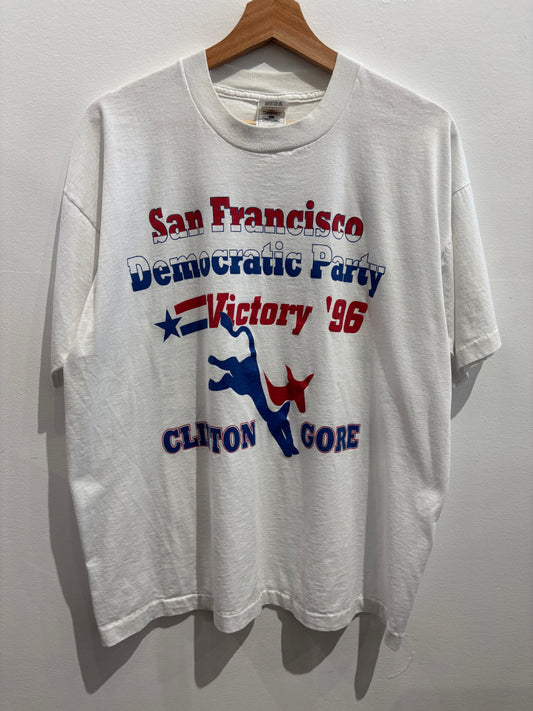 San Francisco
Democratic Party
Victory '96
CLINTON GORE